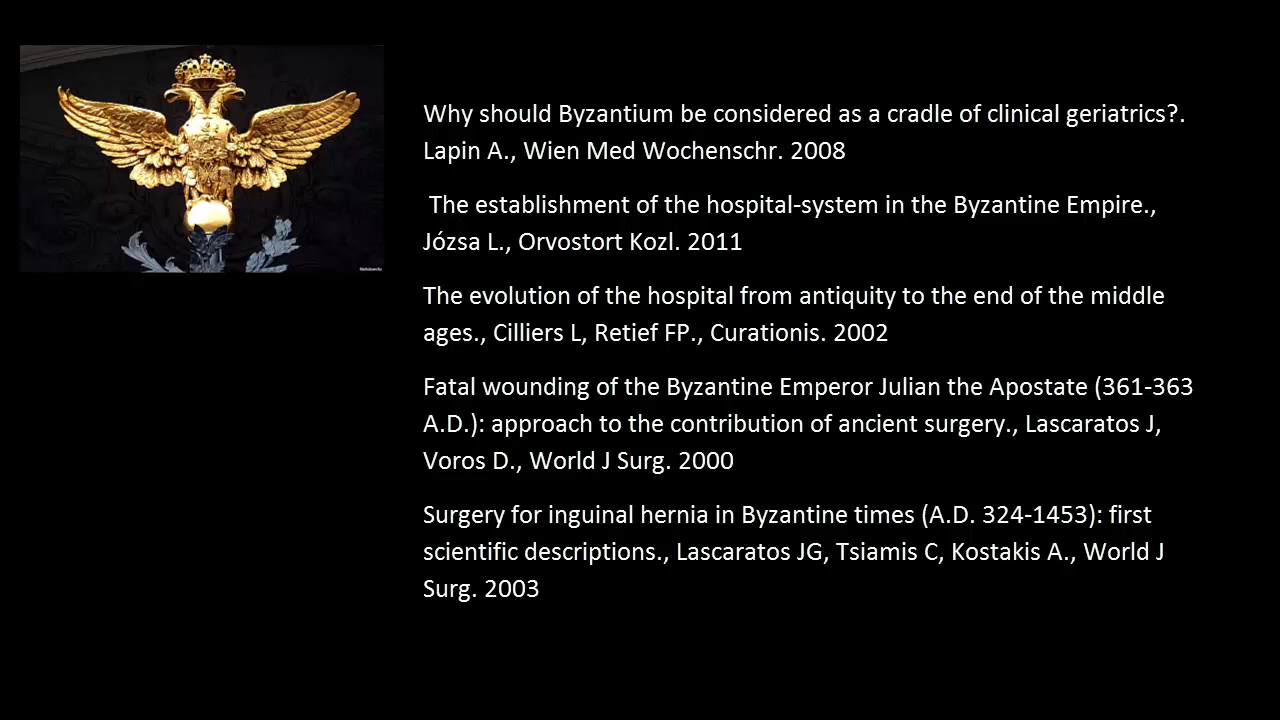 Why should Byzantium be considered as a cradle of clinical geriatrics?.
Lapin A., Wien Med Wochenschr. 2008
The establishment of the hospital-system in the Byzantine Empire.,
Józsa L., Orvostort Kozl. 2011
The evolution of the hospital from antiquity to the end of the middle
ages., Cilliers L, Retief FP., Curationis. 2002
Fatal wounding of the Byzantine Emperor Julian the Apostate (361-363
A.D.): approach to the contribution of ancient surgery., Lascaratos J,
Voros D., World J Surg. 2000
Surgery for inguinal hernia in Byzantine times (A.D. 324-1453): first
scientific descriptions., Lascaratos JG, Tsiamis C, Kostakis A., World J
Surg. 2003